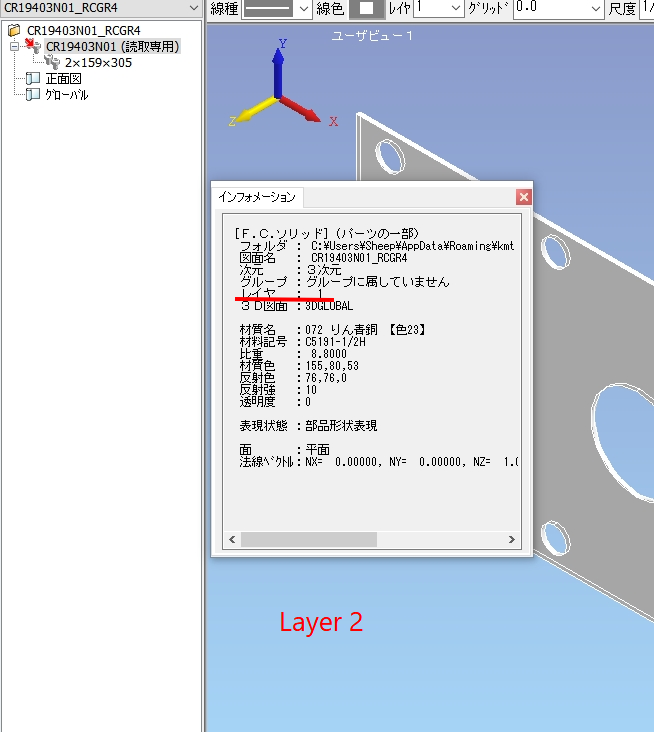 CR19403N01_RCGR4
線種
線色
ﾚｲﾔ 1
ｸﾞﾘｯﾄﾞ 0.0
尺度 1/
CR19403N01_RCGR4
CR19403N01 (読取専用)
2×159×305
正面図
ｸﾞﾛｰﾊﾞﾙ
ユーザビュー1
Y
Z
X
インフォメーション
[F.C.ソリッド] (パーツの一部)
フォルダ : C:¥Users¥Sheep¥AppData¥Roaming¥kmt
図面名 : CR19403N01_RCGR4
次元 :3次元
グループ :グループに属していません
レイヤ : 1
3D図面 :3DGLOBAL
材質名 :072 りん青銅 【色23】
材料記号 :C5191-1/2H
比重 : 8.8000
材質色 :155,80,53
反射色 :76,76,0
反射強 :10
透明度 :0
表現状態 :部品形状表現
面 :平面
法線ﾍﾞｸﾄﾙ:NX= 0.00000, NY= 0.00000, NZ= 1.0
Layer 2